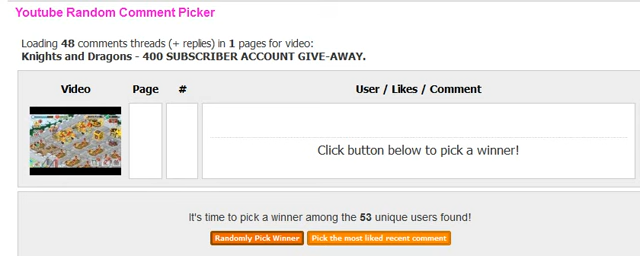 Youtube Random Comment Picker
Loading 48 comments threads (+ replies) in 1 pages for video:
Knights and Dragons - 400 SUBSCRIBER ACCOUNT GIVE-AWAY.
Video Page # User / Likes / Comment
Click button below to pick a winner!
It's time to pick a winner among the 53 unique users found!
Randomly Pick Winner Pick the most liked recent comment